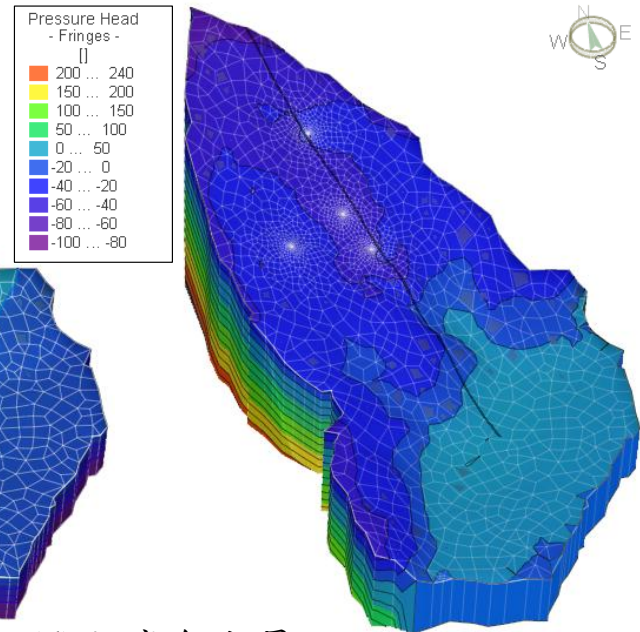 Pressure Head
- Fringes -
[]
200 ... 240
150 ... 200
100 ... 150
50 ... 100
0 ... 50
-20 ... 0
-40 ... -20
-60 ... -40
-80 ... -60
-100 ... -80
N
W E
S